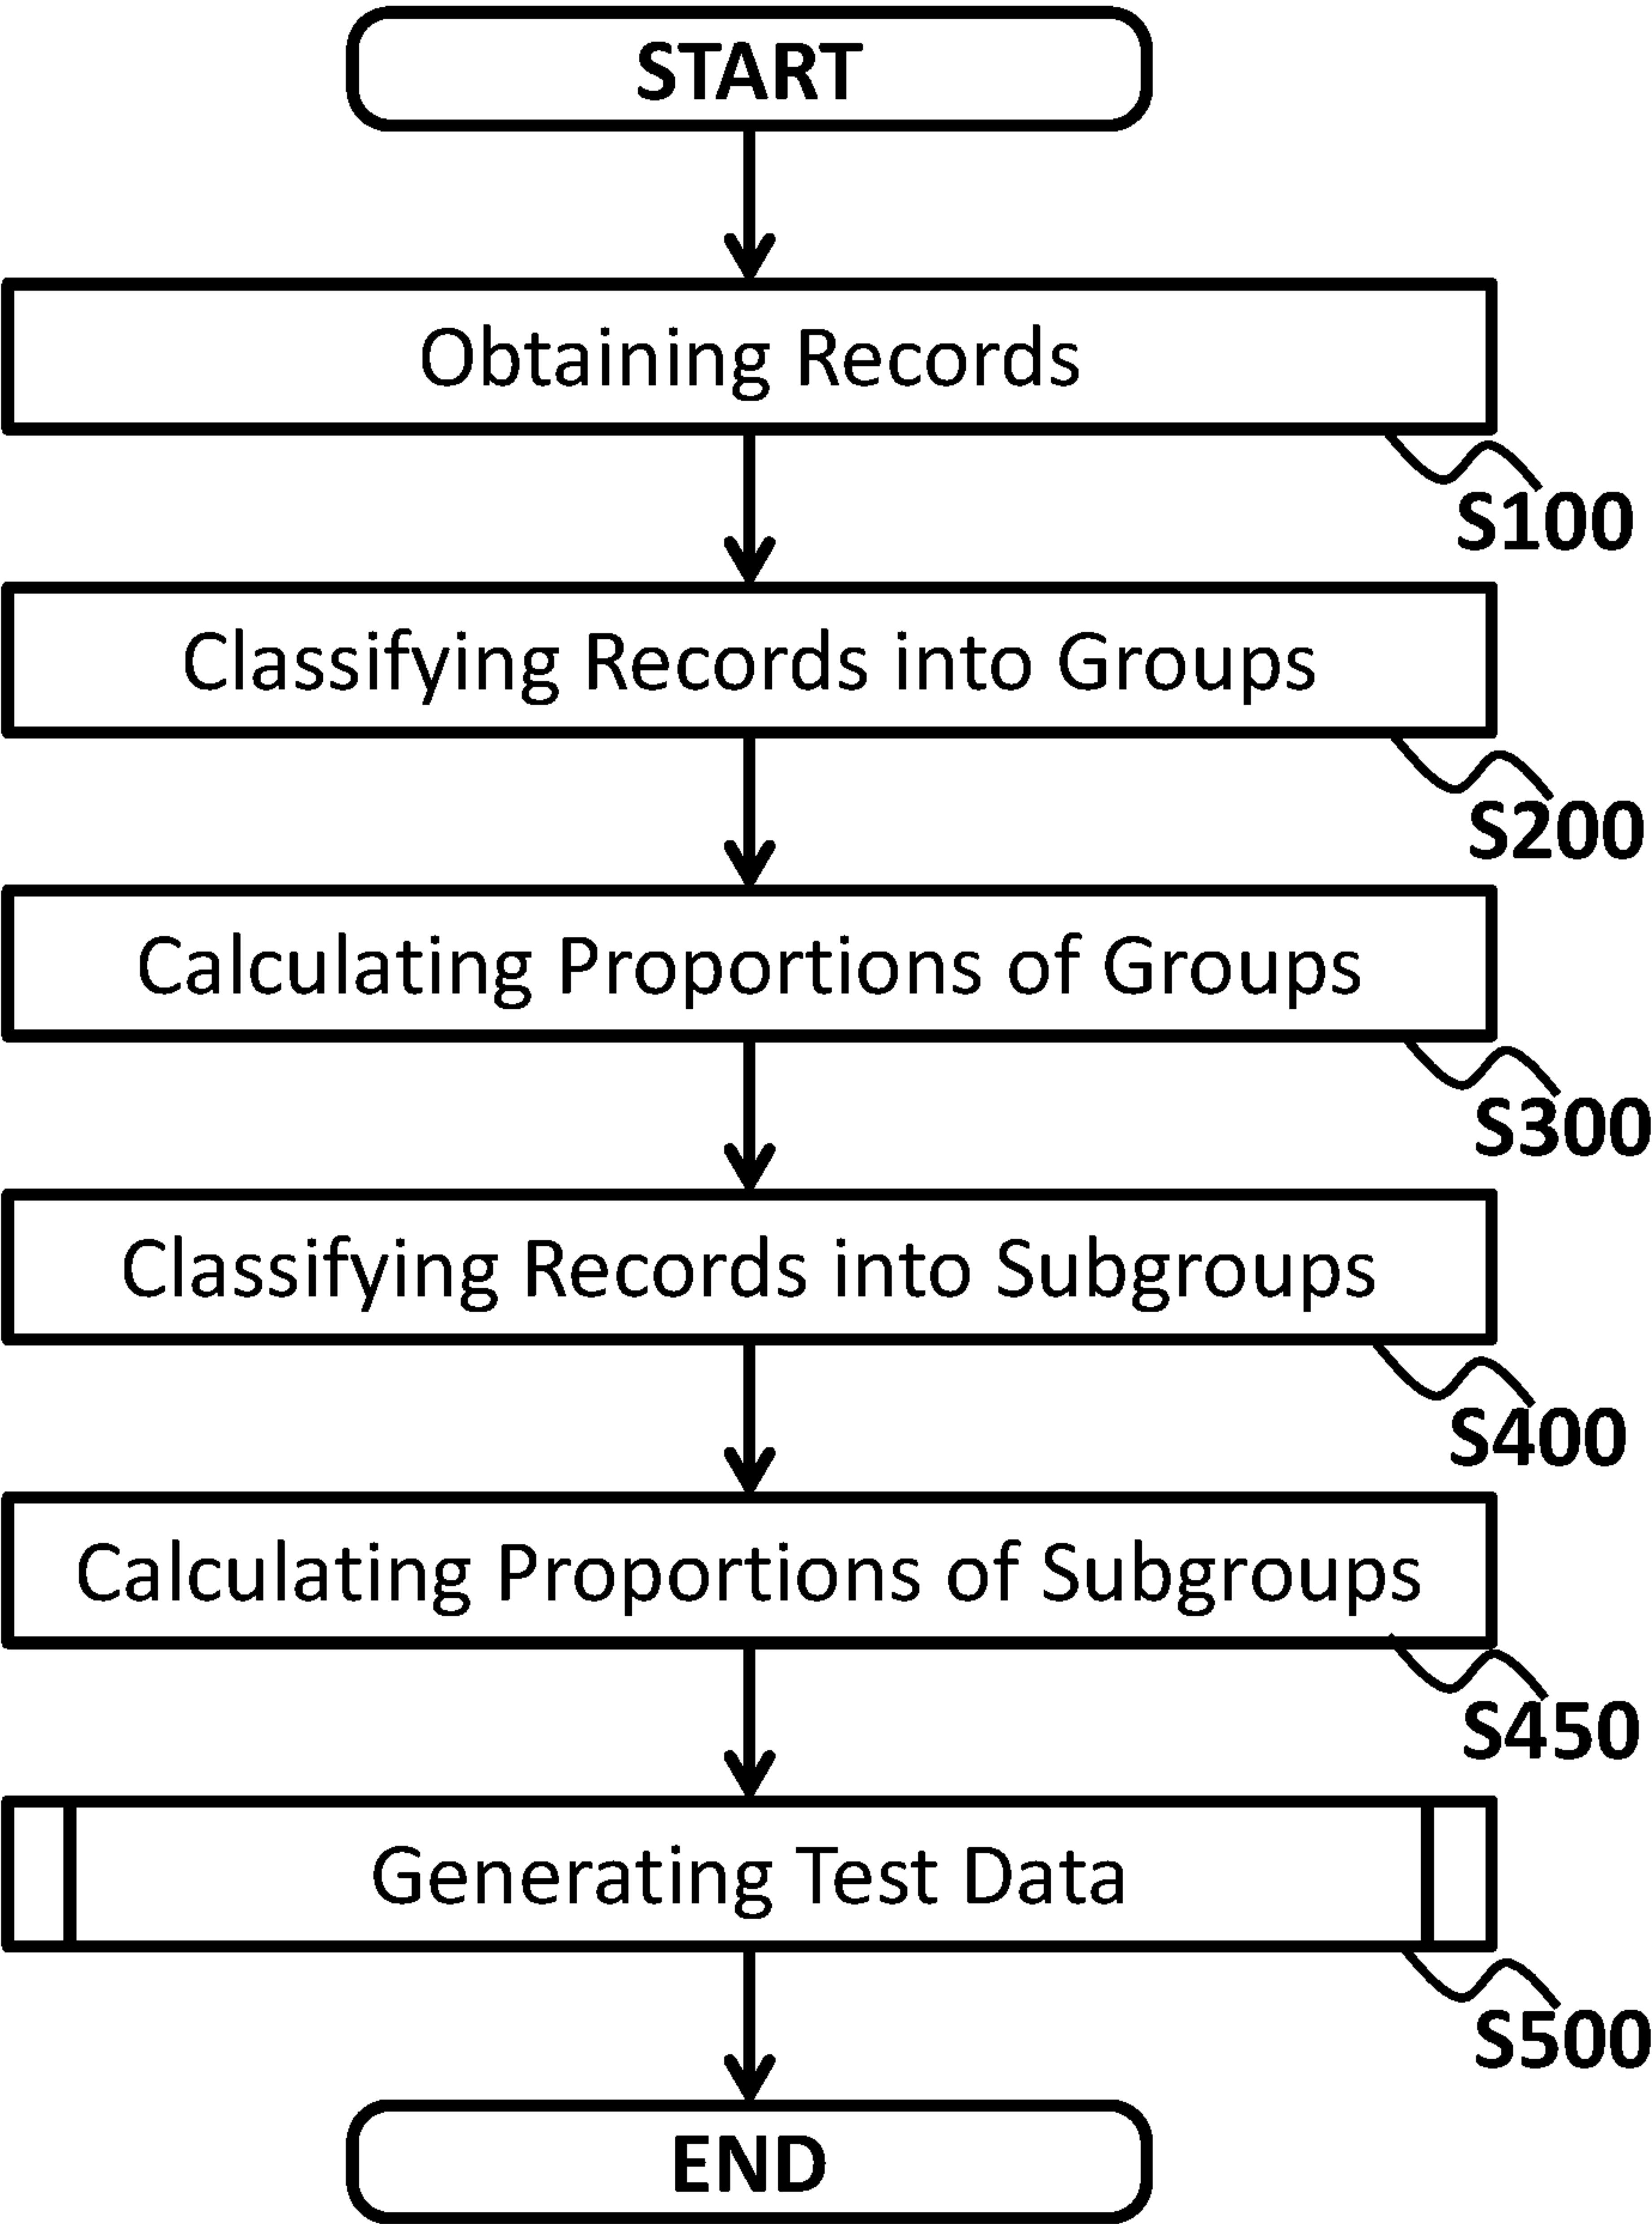 START
Obtaining Records
S100
Classifying Records into Groups
S200
Calculating Proportions of Groups
S300
Classifying Records into Subgroups
S400
Calculating Proportions of Subgroups
S450
Generating Test Data
S500
END